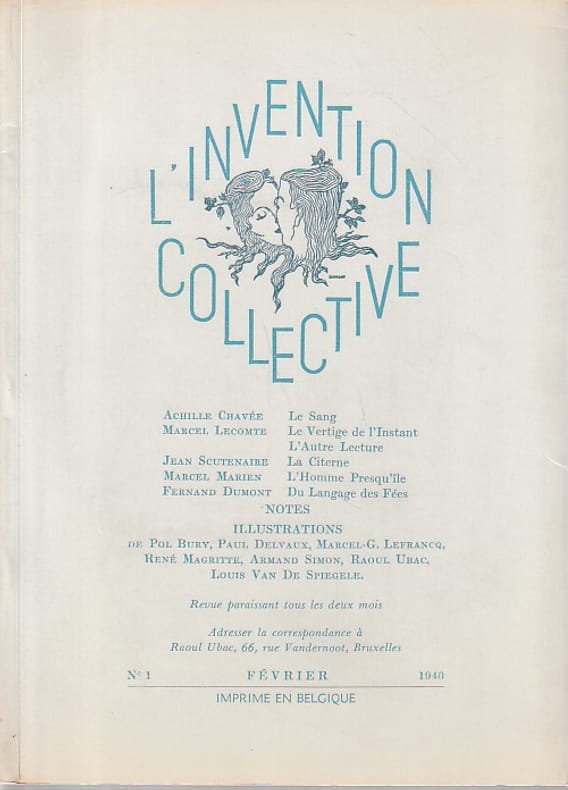 L'INVENTION
COLLECTIVE
ACHILLE CHAVÉE Le Sang
MARCEL LECOMTE Le Vertige de l'Instant
L'Autre Lecture
JEAN SCUTENAIRE La Citerne
MARCEL MARIEN L'Homme Presqu'île
FERNAND DUMONT Du Langage des Fées
NOTES
ILLUSTRATIONS
DE POL BURY, PAUL DELVAUX, MARCEL-G. LEFRANCQ,
RENÉ MAGRITTE, ARMAND SIMON, RAOUL UBAC,
LOUIS VAN DE SPIEGELE.
Revue paraissant tous les deux mois
Adresser la correspondance à
Raoul Ubac, 66, rue Vandernoot, Bruxelles
N° 1 FÉVRIER 1940
IMPRIME EN BELGIQUE